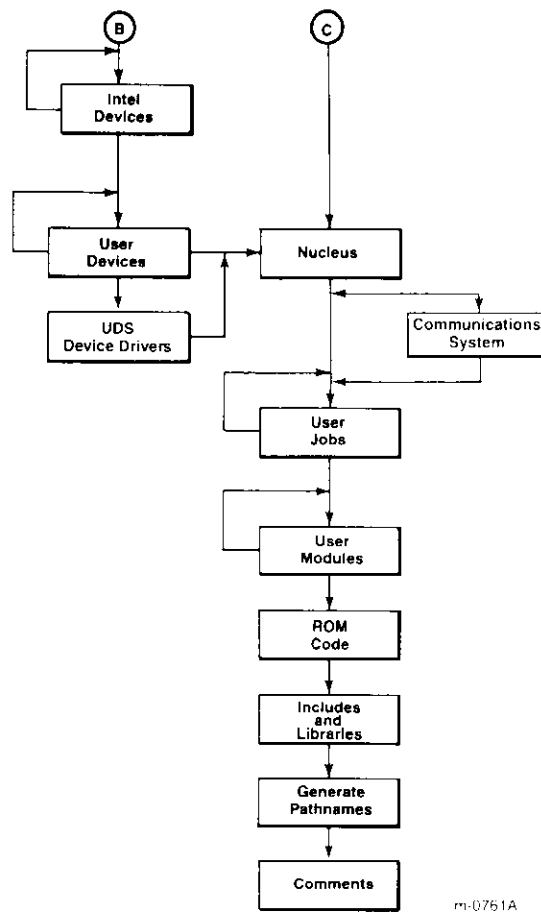 B
C
Intel
Devices
User
Devices
Nucleus
UDS
Device Drivers
Communications
System
User
Jobs
User
Modules
ROM
Code
Includes
and
Libraries
Generate
Pathnames
Comments
m-0761A